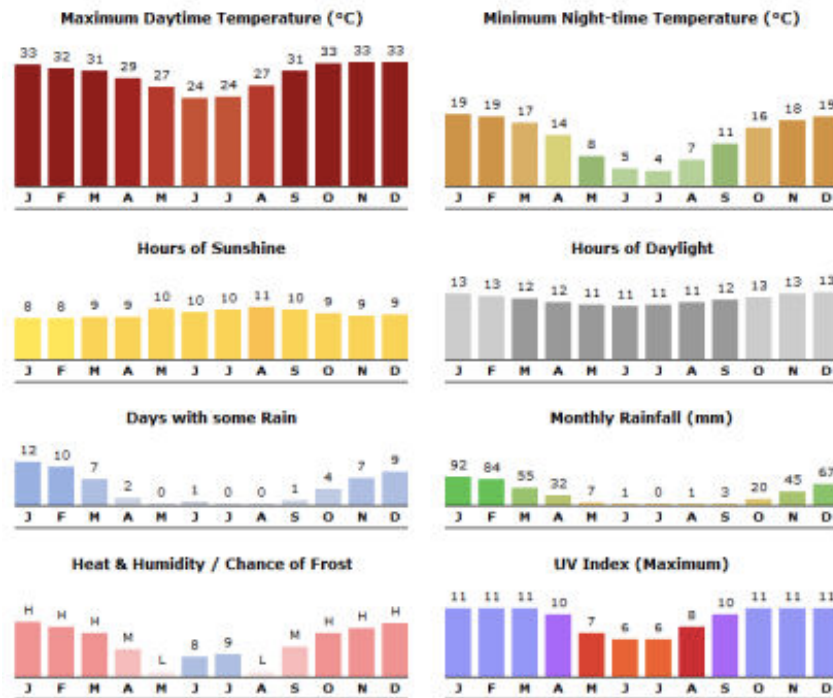 Maximum Daytime Temperature (°C)
33 32 31 29 27 24 24 27 31 33 33 33
J F M A M J J A S O N D
Minimum Night-time Temperature (°C)
19 19 17 14 8 5 4 7 11 16 18 19
J F M A M J J A S O N D
Hours of Sunshine
8 8 9 9 10 10 10 11 10 9 9 9
J F M A M J J A S O N D
Hours of Daylight
13 13 12 12 11 11 11 11 12 13 13 13
J F M A M J J A S O N D
Days with some Rain
12 10 7 2 0 1 0 0 1 4 7 9
J F M A M J J A S O N D
Monthly Rainfall (mm)
92 84 55 32 7 1 0 1 3 20 45 67
J F M A M J J A S O N D
Heat & Humidity / Chance of Frost
H H H M L 8 9 L M H H H
J F M A M J J A S O N D
UV Index (Maximum)
11 11 11 10 7 6 6 8 10 11 11 11
J F M A M J J A S O N D